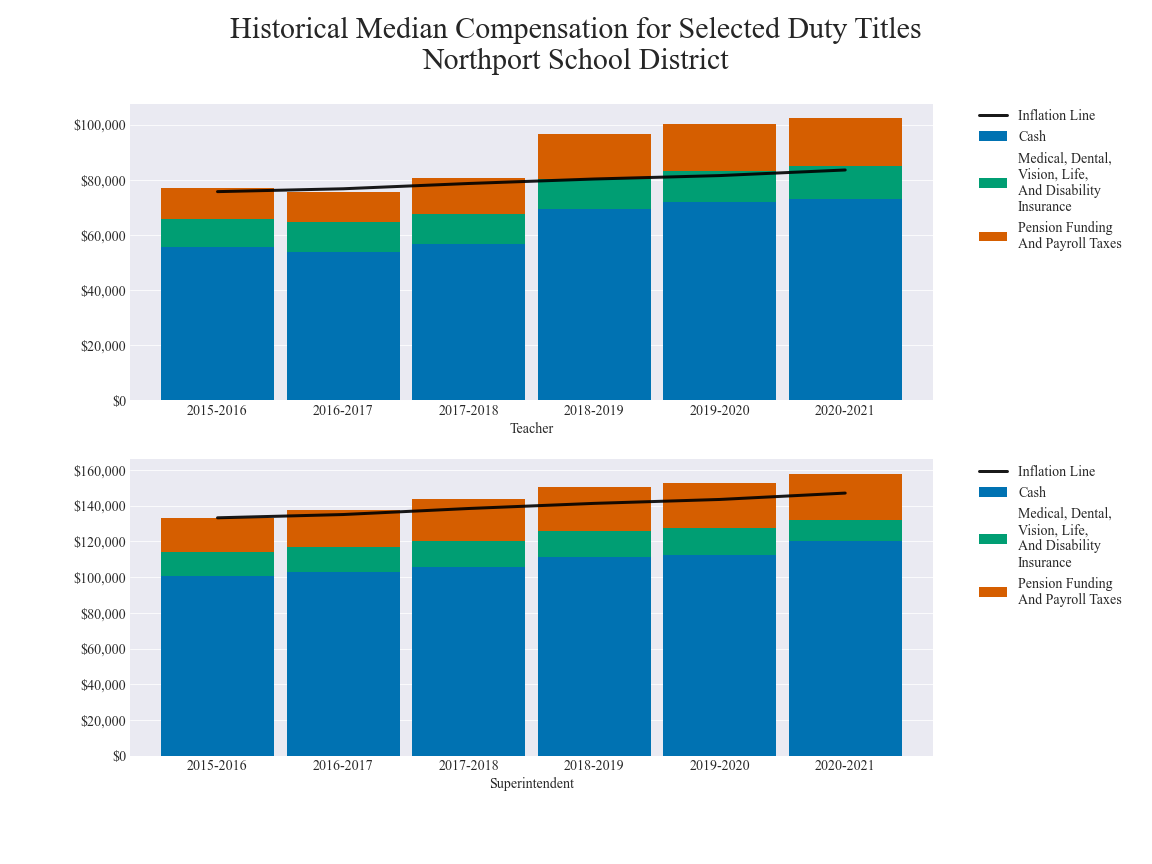 Historical Median Compensation for Selected Duty Titles
Northport School District
$100,000
$80,000
$60,000
$40,000
$20,000
$0
2015-2016 2016-2017 2017-2018 2018-2019 2019-2020 2020-2021
Teacher
Inflation Line
Cash
Medical, Dental,
Vision, Life,
And Disability
Insurance
Pension Funding
And Payroll Taxes
$160,000
$140,000
$120,000
$100,000
$80,000
$60,000
$40,000
$20,000
$0
2015-2016 2016-2017 2017-2018 2018-2019 2019-2020 2020-2021
Superintendent
Inflation Line
Cash
Medical, Dental,
Vision, Life,
And Disability
Insurance
Pension Funding
And Payroll Taxes